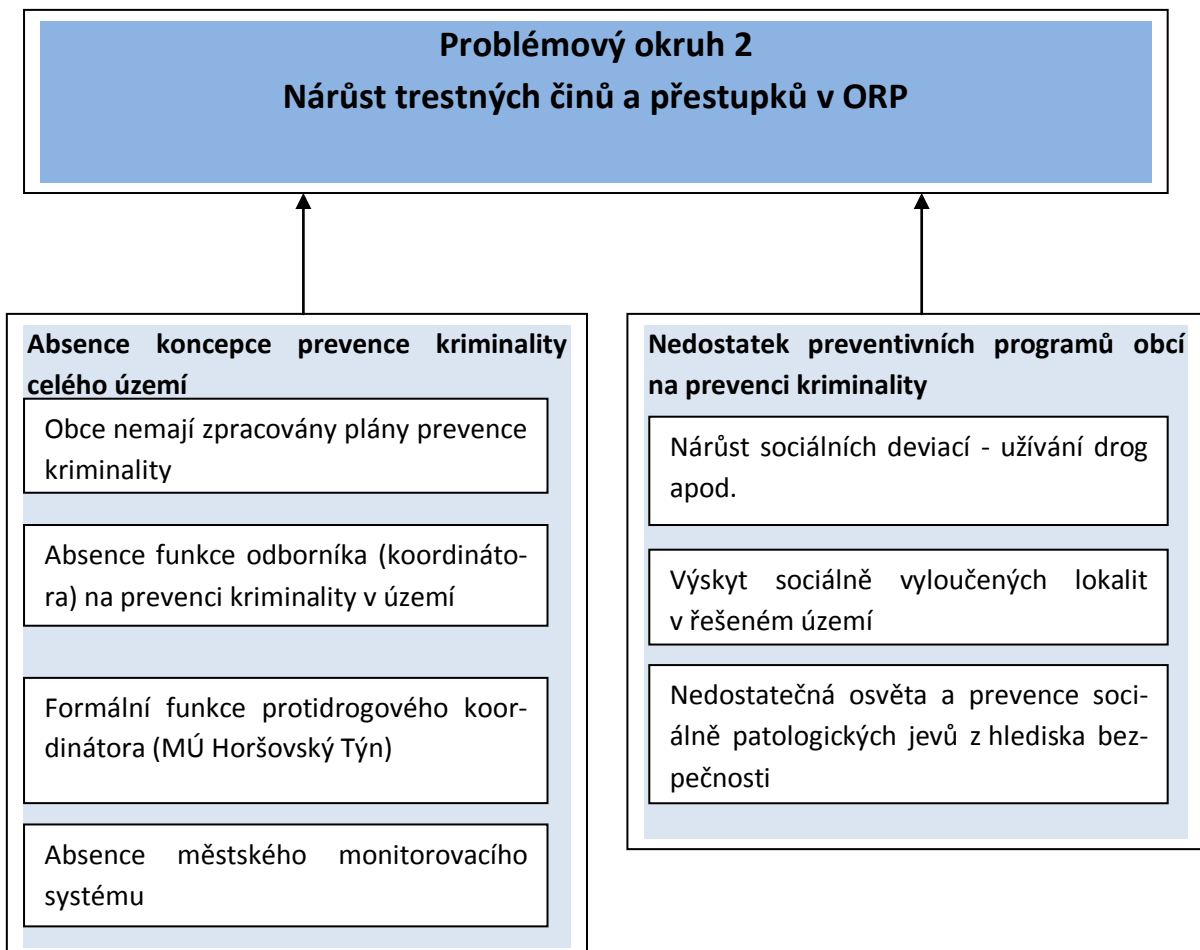 Problémový okruh 2
Nárůst trestných činů a přestupků v ORP
Absence koncepce prevence kriminality
celého území
Obce nemají zpracovány plány prevence
kriminality
Absence funkce odborníka (koordináto-
ra) na prevenci kriminality v území
Formální funkce protidrogového koor-
dinátora (MÚ Horšovský Týn)
Absence městského monitorovacího
systému
Nedostatek preventivních programů obcí
na prevenci kriminality
Nárůst sociálních deviací - užívání drog
apod.
Výskyt sociálně vyloučených lokalit
v řešeném území
Nedostatečná osvěta a prevence soci-
álně patologických jevů z hlediska bez-
pečnosti